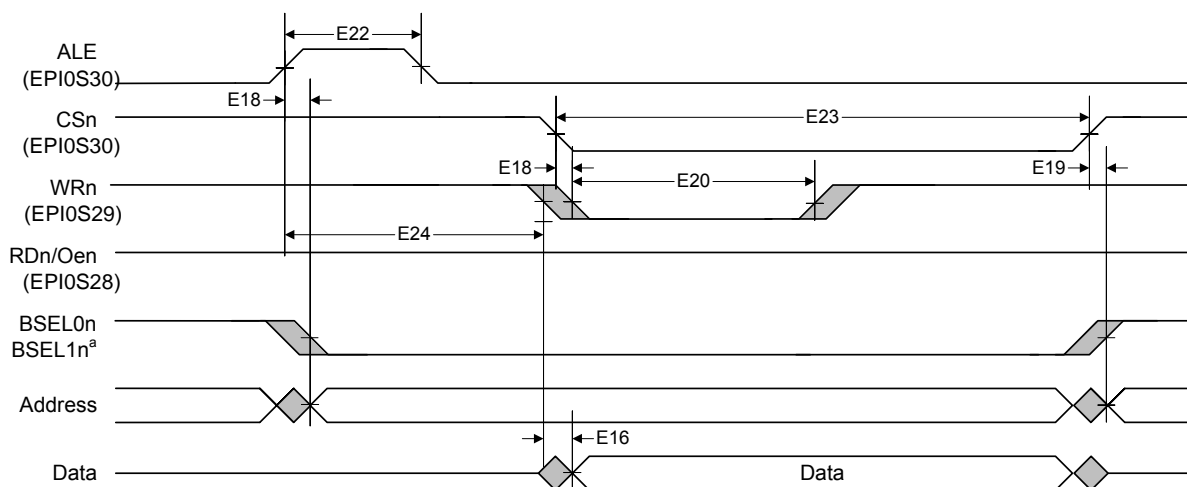 E22
ALE
(EPI0S30)
E18
CSn
(EPI0S30)
E23
E18
E20
E19
WRn
(EPI0S29)
E24
RDn/Oen
(EPI0S28)
BSEL0n
BSEL1nª
Address
E16
Data
Data